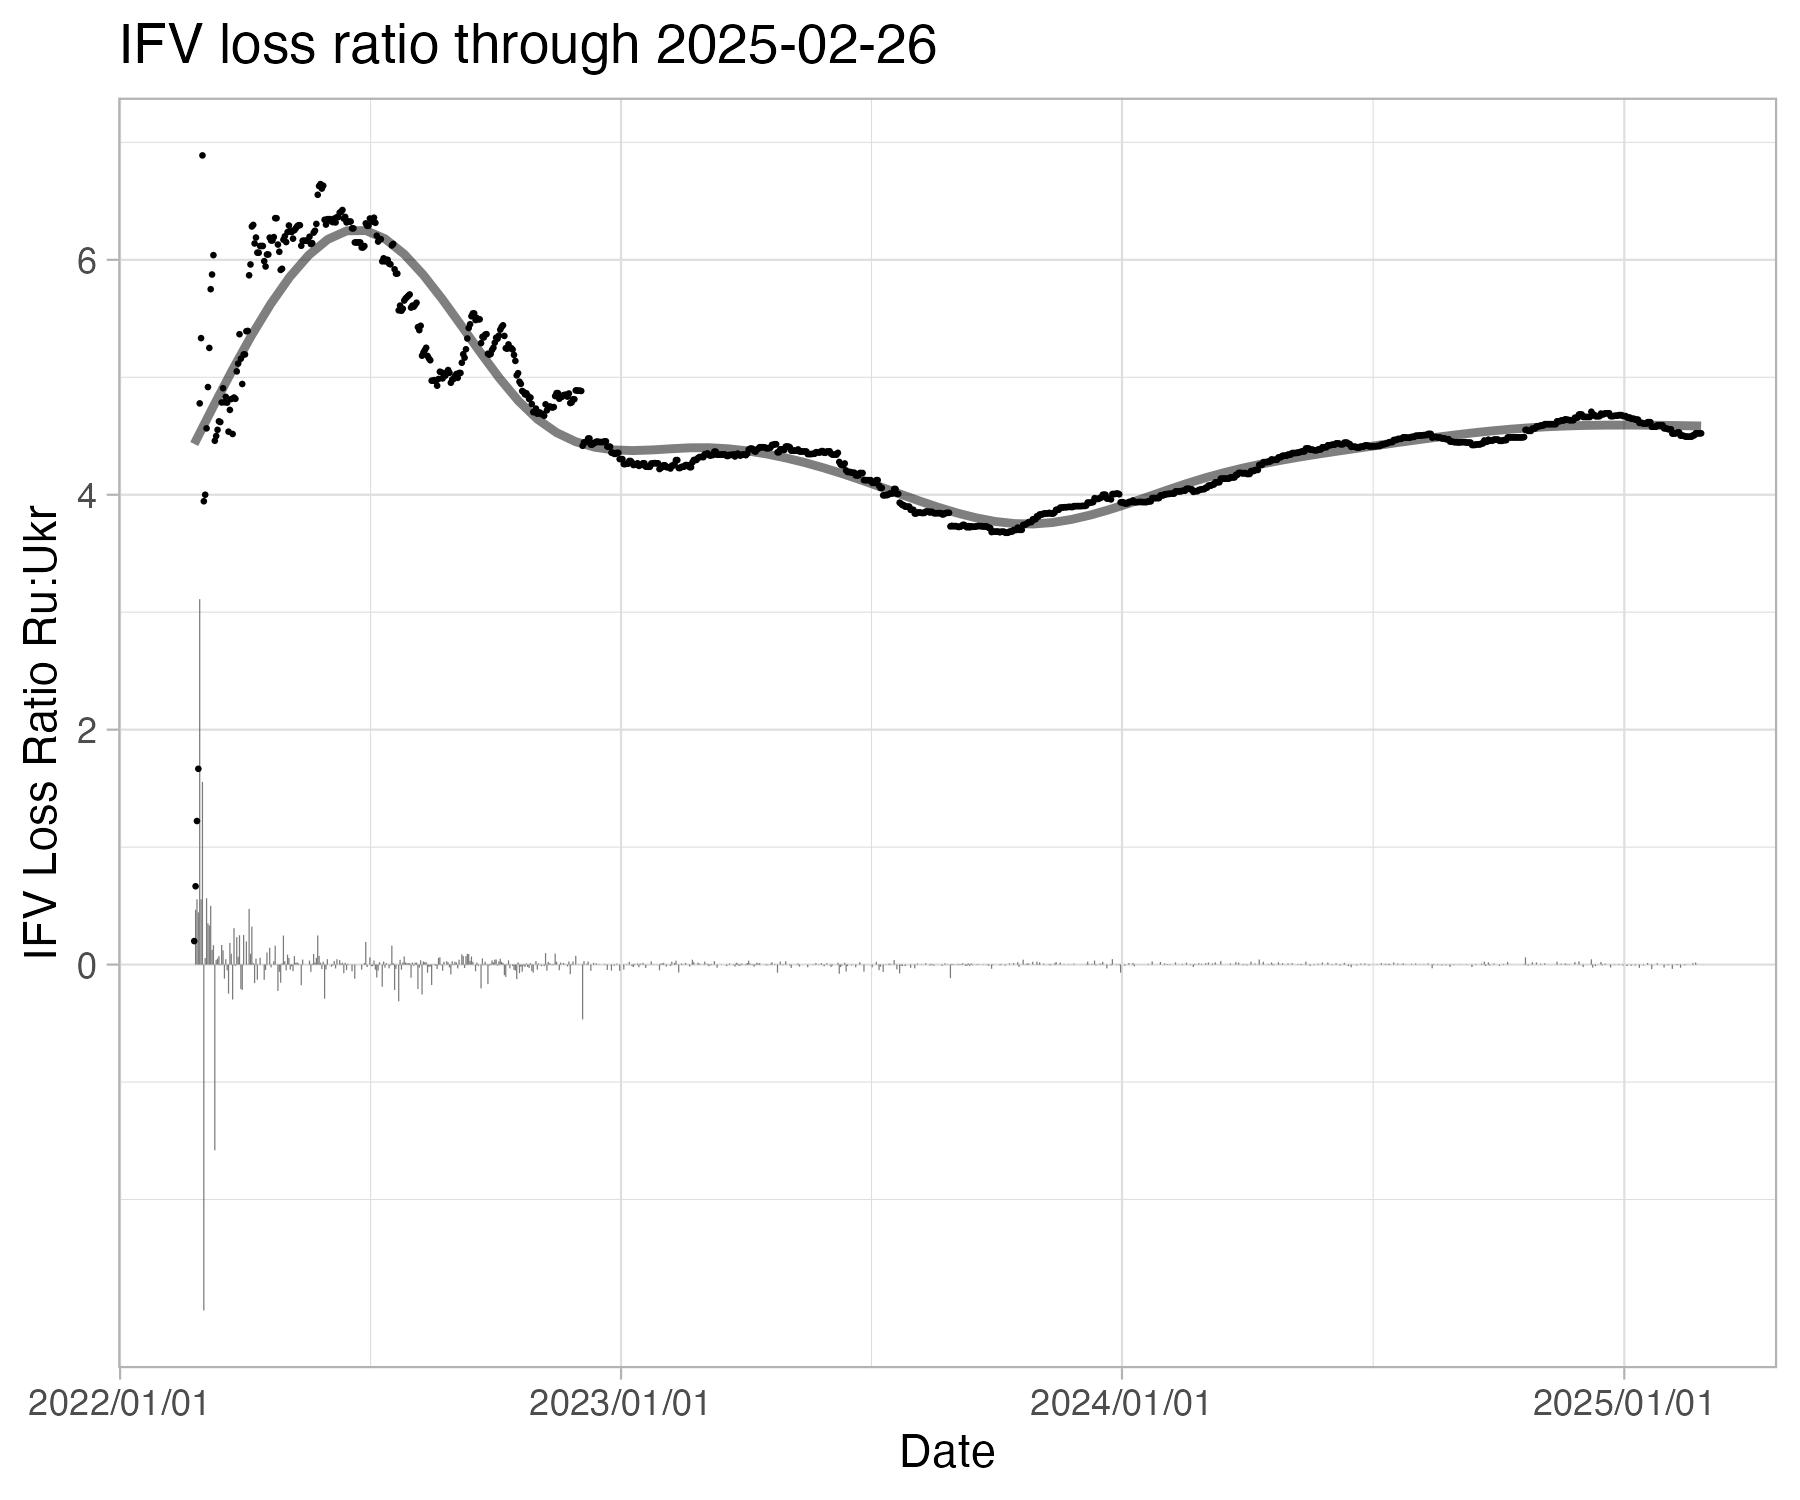 IFV loss ratio through 2025-02-26
IFV Loss Ratio Ru:Ukr
6
4
2
0
2022/01/01
2023/01/01
2024/01/01
2025/01/01
Date